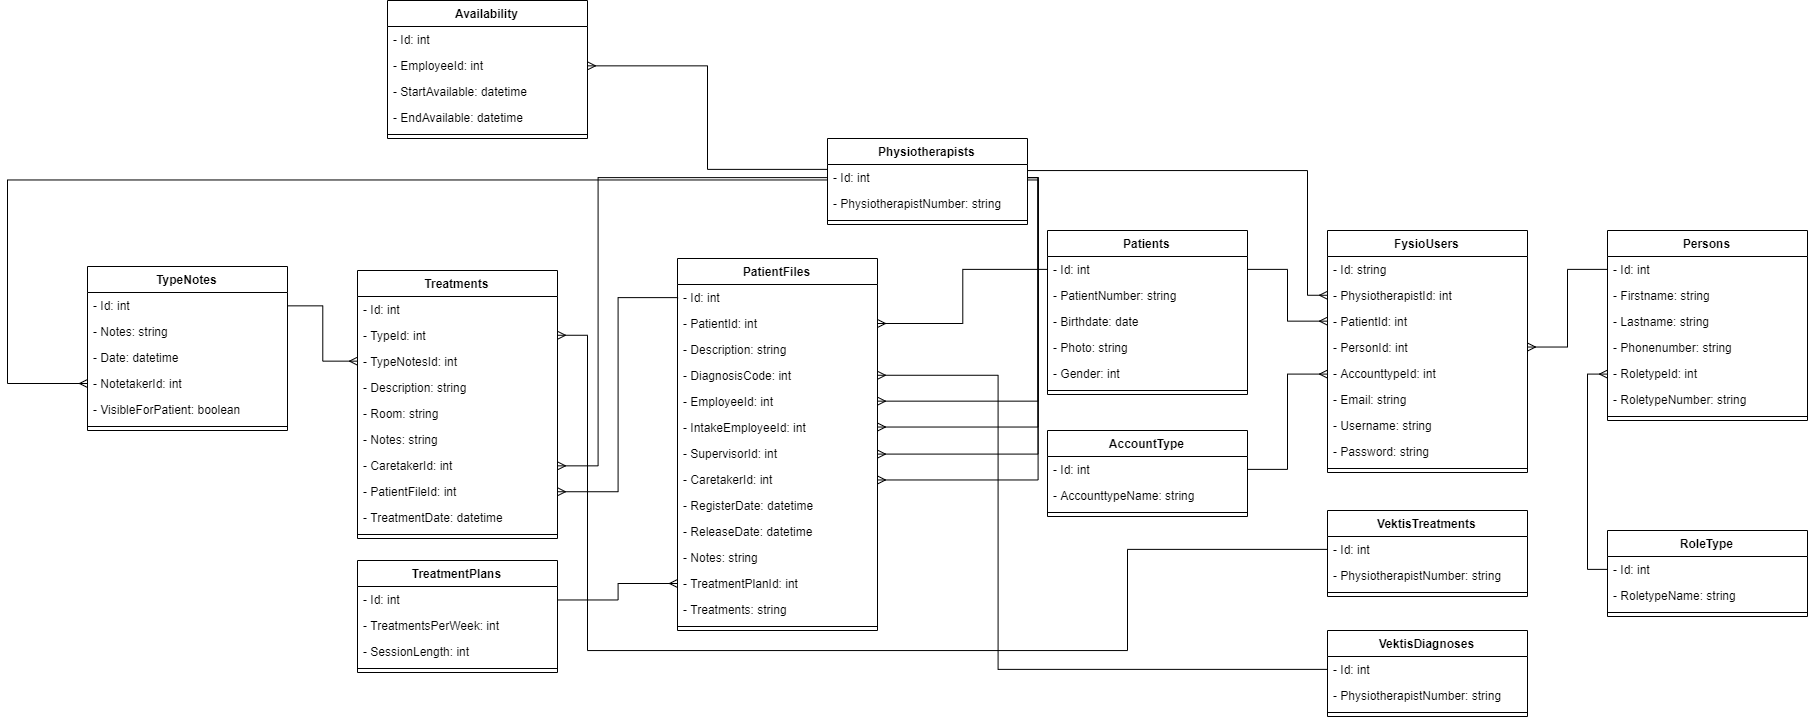 Availability
- Id: int
- EmployeeId: int
- StartAvailable: datetime
- EndAvailable: datetime
Physiotherapists
- Id: int
- PhysiotherapistNumber: string
TypeNotes
- Id: int
- Notes: string
- Date: datetime
- NotetakerId: int
- VisibleForPatient: boolean
Treatments
- Id: int
- TypeId: int
- TypeNotesId: int
- Description: string
- Room: string
- Notes: string
- CaretakerId: int
- PatientFileId: int
- TreatmentDate: datetime
TreatmentPlans
- Id: int
- TreatmentsPerWeek: int
- SessionLength: int
PatientFiles
- Id: int
- PatientId: int
- Description: string
- DiagnosisCode: int
- EmployeeId: int
- IntakeEmployeeId: int
- SupervisorId: int
- CaretakerId: int
- RegisterDate: datetime
- ReleaseDate: datetime
- Notes: string
- TreatmentPlanId: int
- Treatments: string
Patients
- Id: int
- PatientNumber: string
- Birthdate: date
- Photo: string
- Gender: int
AccountType
- Id: int
- AccounttypeName: string
FysioUsers
- Id: string
- PhysiotherapistId: int
- PatientId: int
- PersonId: int
- AccounttypeId: int
- Email: string
- Username: string
- Password: string
VektisTreatments
- Id: int
- PhysiotherapistNumber: string
VektisDiagnoses
- Id: int
- PhysiotherapistNumber: string
Persons
- Id: int
- Firstname: string
- Lastname: string
- Phonenumber: string
- RoletypeId: int
- RoletypeNumber: string
RoleType
- Id: int
- RoletypeName: string